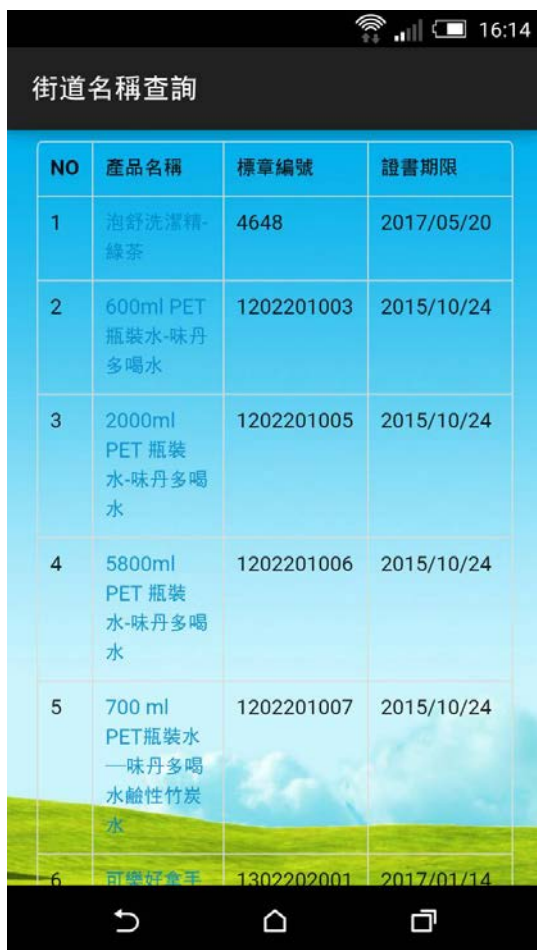 16:14
街道名稱查詢
NO 產品名稱 標章編號 證書期限
1 泡舒洗潔精- 4648 2017/05/20
綠茶
2 600ml PET 1202201003 2015/10/24
瓶裝水-味丹
多喝水
3 2000ml 1202201005 2015/10/24
PET 瓶裝
水-味丹多喝
水
4 5800ml 1202201006 2015/10/24
PET 瓶裝
水-味丹多喝
水
5 700 ml 1202201007 2015/10/24
PET瓶裝水
—味丹多喝
水鹼性竹炭
水
6 可樂好拿手 1302202001 2017/01/14